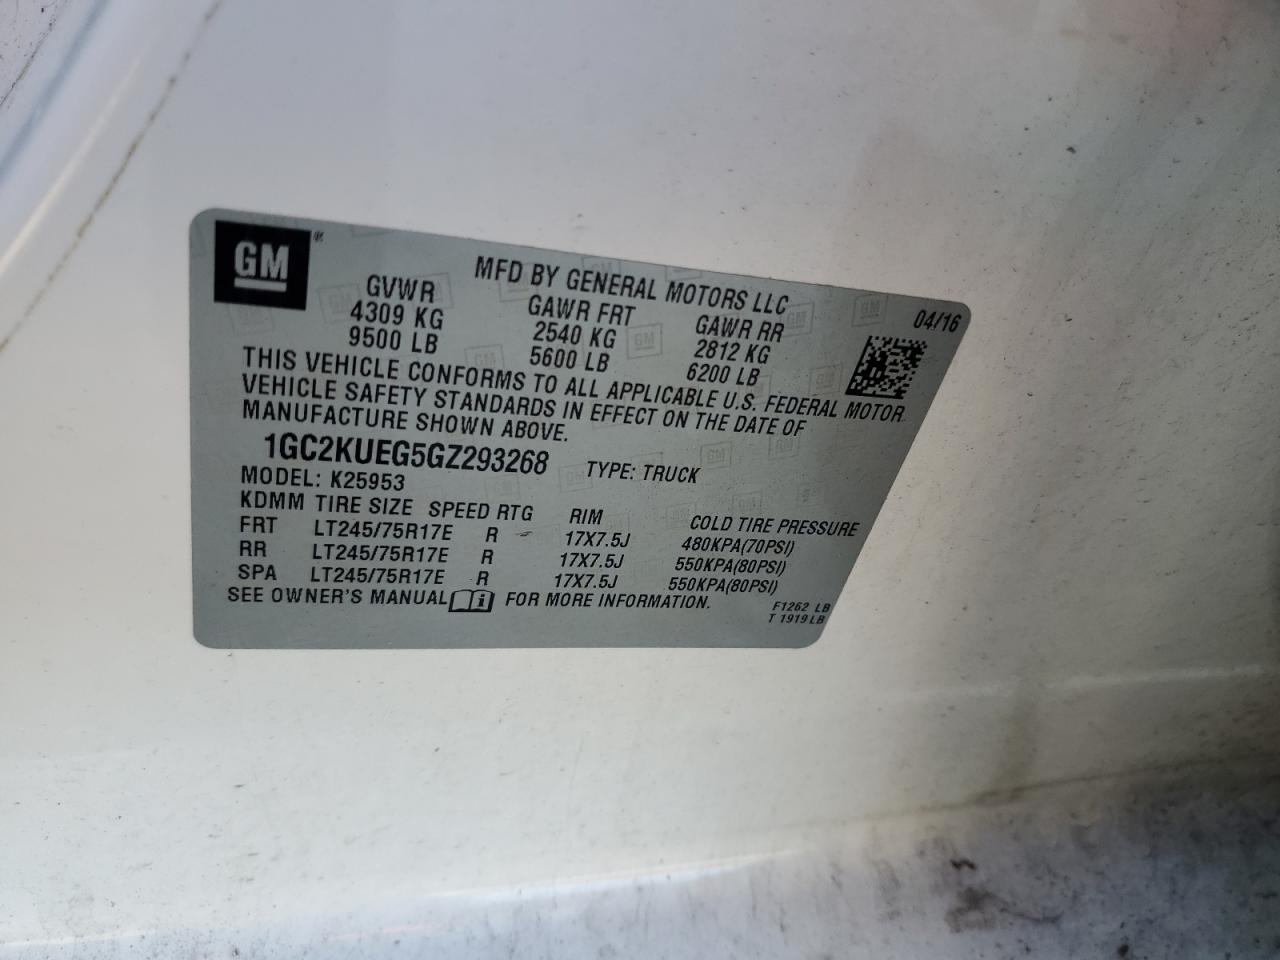 GM®
MFD BY GENERAL MOTORS LLC
GVWR GAWR FRT GAWR RR 04/16
4309 KG 2540 KG 2812 KG
9500 LB 5600 LB 6200 LB
THIS VEHICLE CONFORMS TO ALL APPLICABLE U.S. FEDERAL MOTOR
VEHICLE SAFETY STANDARDS IN EFFECT ON THE DATE OF
MANUFACTURE SHOWN ABOVE.
1GC2KUEG5GZ293268 TYPE: TRUCK
MODEL: K25953
KDMM TIRE SIZE SPEED RTG RIM COLD TIRE PRESSURE
FRT LT245/75R17E R 17X7.5J 480KPA(70PSI)
RR LT245/75R17E R 17X7.5J 550KPA(80PSI)
SPA LT245/75R17E R 17X7.5J 550KPA(80PSI)
SEE OWNER'S MANUAL FOR MORE INFORMATION.
F1262 LB
T 1919LB